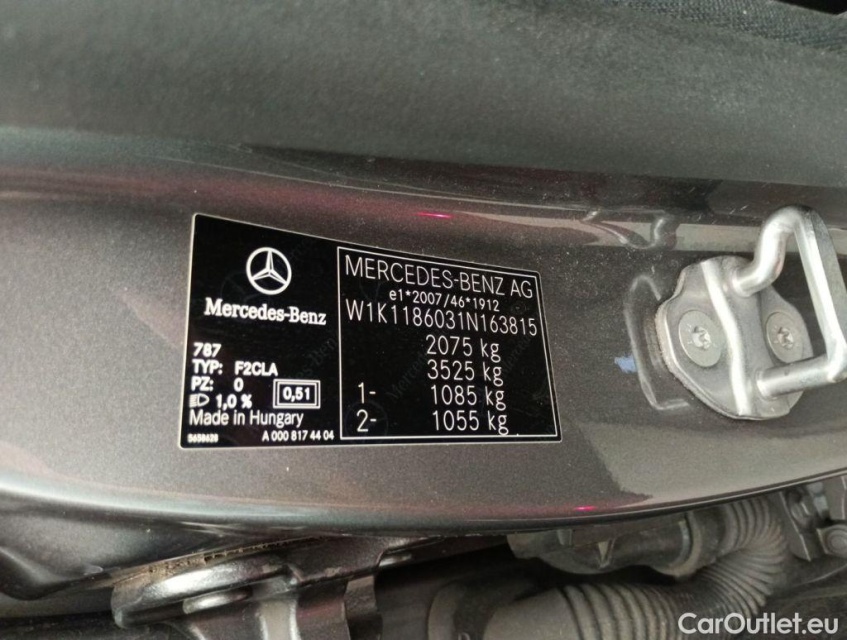 Mercedes-Benz
787
TYP: F2CLA
PZ: 0
1,0 %
0,51
Made in Hungary
A 000 817 44 04
MERCEDES-BENZ AG
e1*2007/46*1912
W1K1186031N163815
2075 kg
3525 kg
1- 1085 kg
2- 1055 kg
CarOutlet.eu